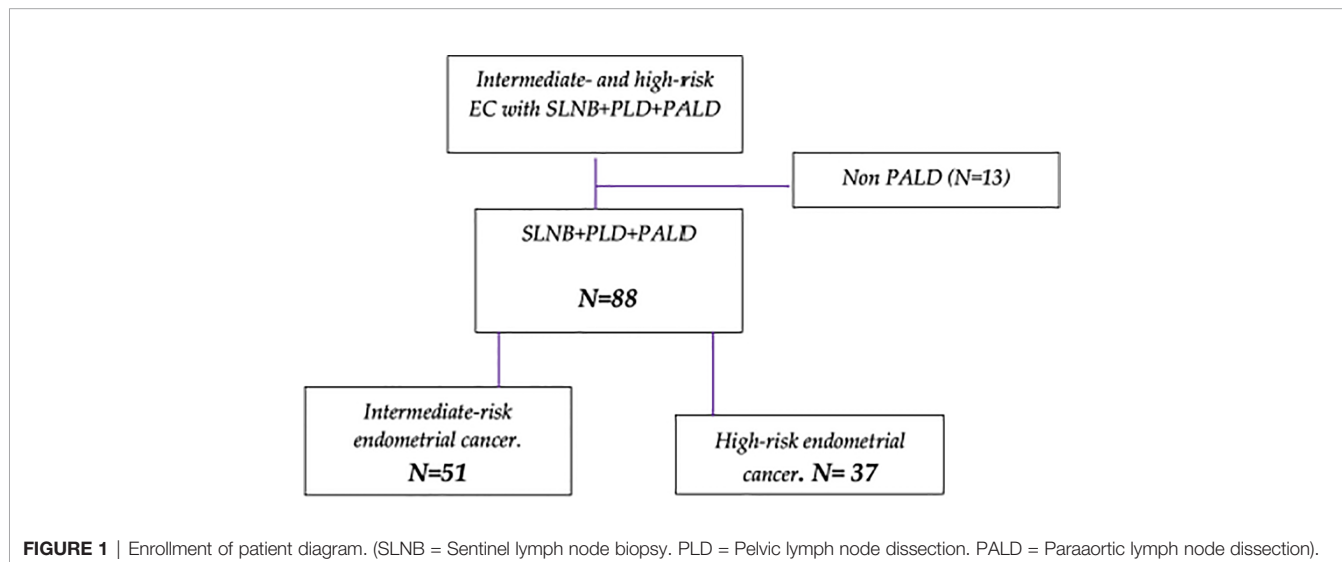 Intermediate- and high-risk
EC with SLNB+PLD+PALD
Non PALD (N=13)
SLNB+PLD+PALD
N=88
Intermediate-risk
endometrial cancer.
N=51
High-risk endometrial
cancer. N= 37
FIGURE 1 | Enrollment of patient diagram. (SLNB = Sentinel lymph node biopsy. PLD = Pelvic lymph node dissection. PALD = Paraaortic lymph node dissection).